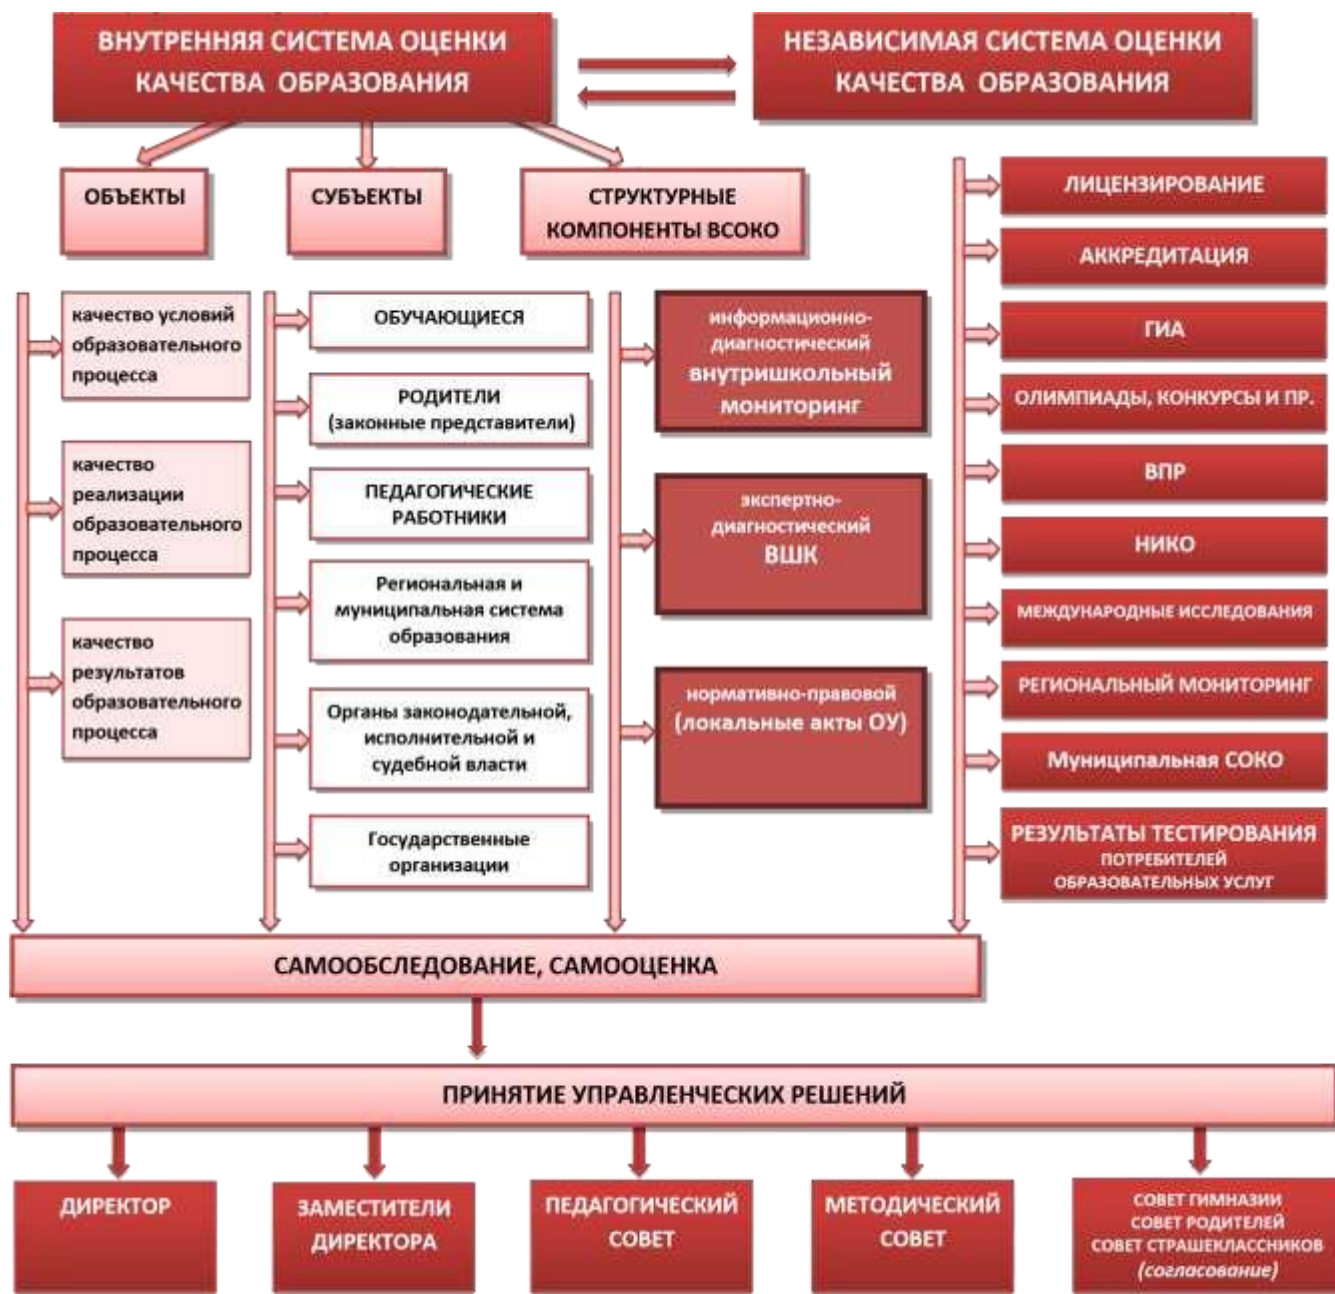 ВНУТРЕННЯЯ СИСТЕМА ОЦЕНКИ
КАЧЕСТВА ОБРАЗОВАНИЯ
НЕЗАВИСИМАЯ СИСТЕМА ОЦЕНКИ
КАЧЕСТВА ОБРАЗОВАНИЯ
ОБЪЕКТЫ
СУБЪЕКТЫ
СТРУКТУРНЫЕ
КОМПОНЕНТЫ ВСОКО
качество условий
образовательного
процесса
качество
реализации
образовательного
процесса
качество
результатов
образовательного
процесса
ОБУЧАЮЩИЕСЯ
РОДИТЕЛИ
(законные представители)
ПЕДАГОГИЧЕСКИЕ
РАБОТНИКИ
Региональная и
муниципальная система
образования
Органы законодательной,
исполнительной и
судебной власти
Государственные
организации
информационно-
диагностический
внутришкольный
мониторинг
экспертно-
диагностический
ВШК
нормативно-правовой
(локальные акты ОУ)
ЛИЦЕНЗИРОВАНИЕ
АККРЕДИТАЦИЯ
ГИА
ОЛИМПИАДЫ, КОНКУРСЫ И ПР.
ВПР
НИКО
МЕЖДУНАРОДНЫЕ ИССЛЕДОВАНИЯ
РЕГИОНАЛЬНЫЙ МОНИТОРИНГ
Муниципальная СОКО
РЕЗУЛЬТАТЫ ТЕСТИРОВАНИЯ
ПОТРЕБИТЕЛЕЙ
ОБРАЗОВАТЕЛЬНЫХ УСЛУГ
САМООБСЛЕДОВАНИЕ, САМООЦЕНКА
ПРИНЯТИЕ УПРАВЛЕНЧЕСКИХ РЕШЕНИЙ
ДИРЕКТОР
ЗАМЕСТИТЕЛИ
ДИРЕКТОРА
ПЕДАГОГИЧЕСКИЙ
СОВЕТ
МЕТОДИЧЕСКИЙ
СОВЕТ
СОВЕТ ГИМНАЗИИ
СОВЕТ РОДИТЕЛЕЙ
СОВЕТ СТРАШЕКЛАССНИКОВ
(согласование)